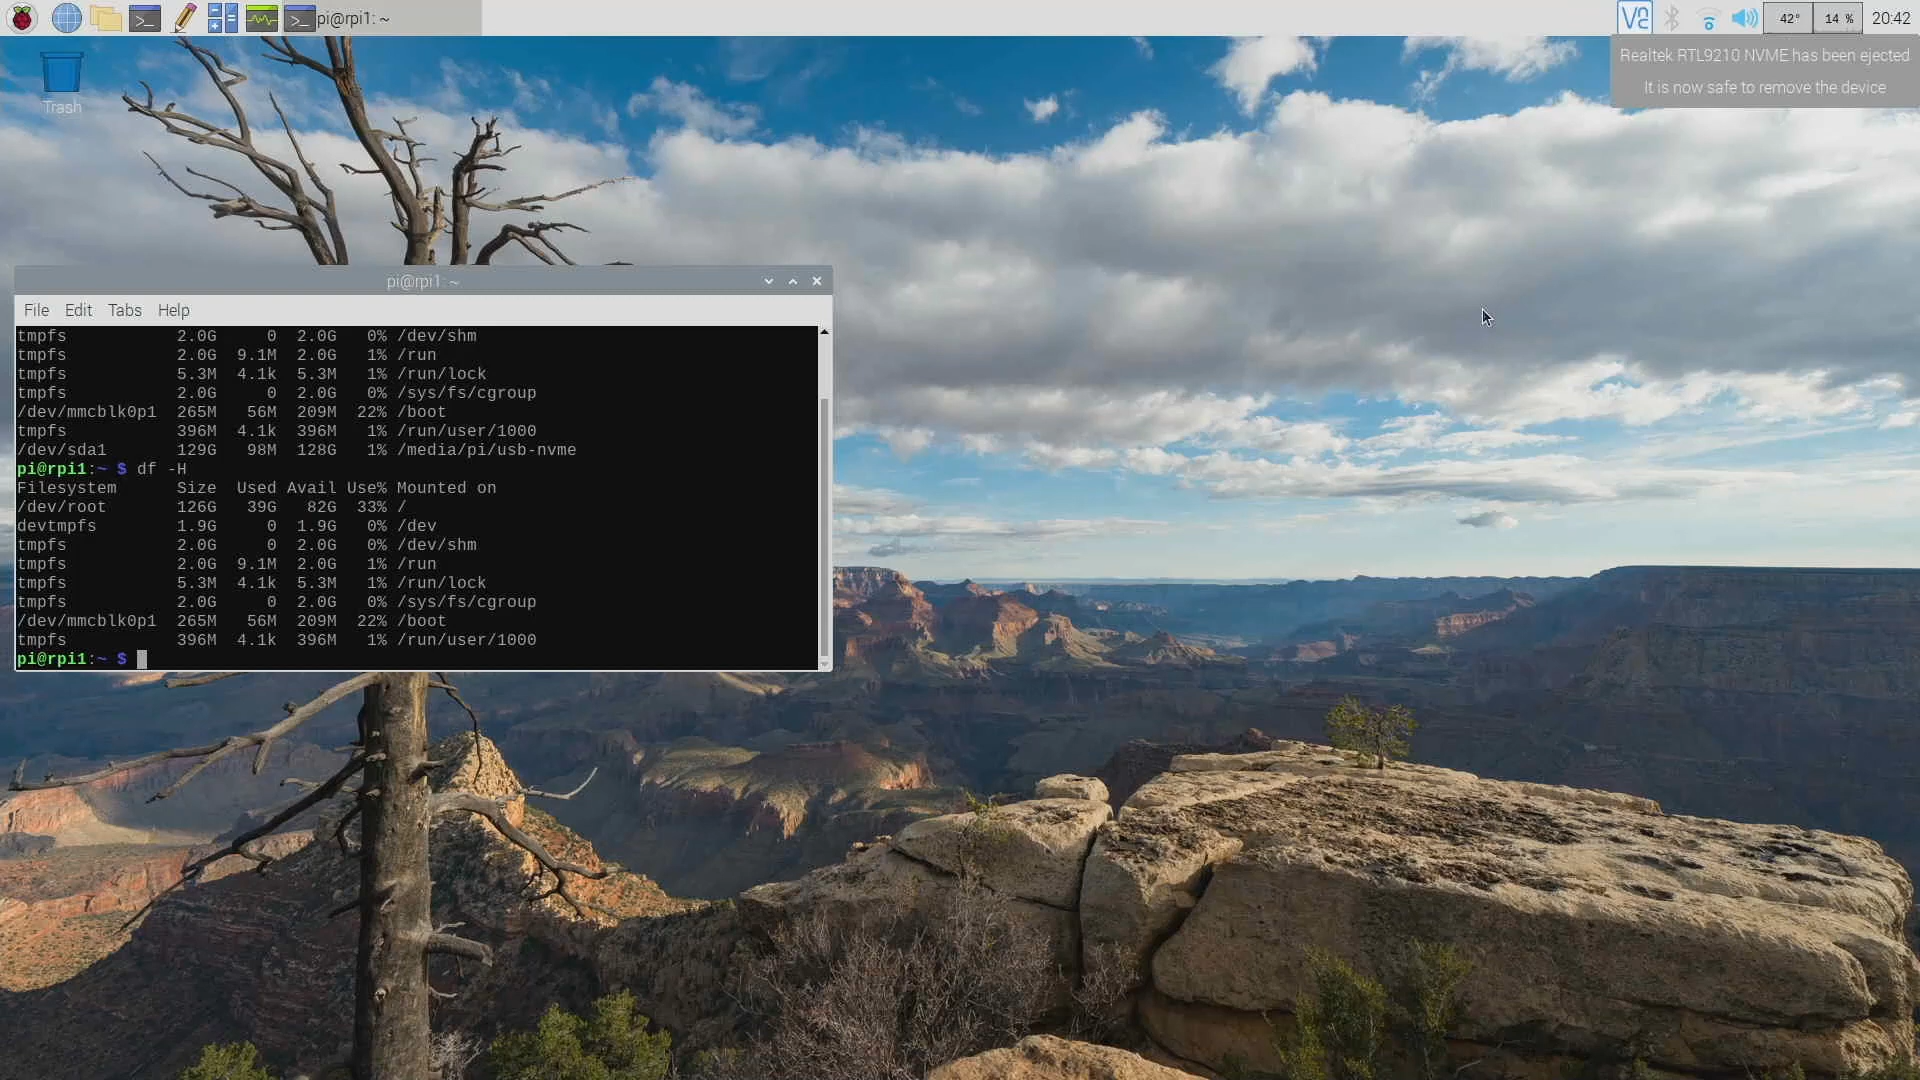 pi@rpi1: ~
42°
14 %
20:42
Realtek RTL9210 NVME has been ejected
It is now safe to remove the device
Trash
pi@rpi1: ~
File Edit Tabs Help
tmpfs 2.0G 0 2.0G 0% /dev/shm
tmpfs 2.0G 9.1M 2.0G 1% /run
tmpfs 5.3M 4.1k 5.3M 1% /run/lock
tmpfs 2.0G 0 2.0G 0% /sys/fs/cgroup
/dev/mmcblk0p1 265M 56M 209M 22% /boot
tmpfs 396M 4.1k 396M 1% /run/user/1000
/dev/sda1 129G 98M 128G 1% /media/pi/usb-nvme
pi@rpi1:~ $ df -H
Filesystem Size Used Avail Use% Mounted on
/dev/root 126G 39G 82G 33% /
devtmpfs 1.9G 0 1.9G 0% /dev
tmpfs 2.0G 0 2.0G 0% /dev/shm
tmpfs 2.0G 9.1M 2.0G 1% /run
tmpfs 5.3M 4.1k 5.3M 1% /run/lock
tmpfs 2.0G 0 2.0G 0% /sys/fs/cgroup
/dev/mmcblk0p1 265M 56M 209M 22% /boot
tmpfs 396M 4.1k 396M 1% /run/user/1000
pi@rpi1:~ $